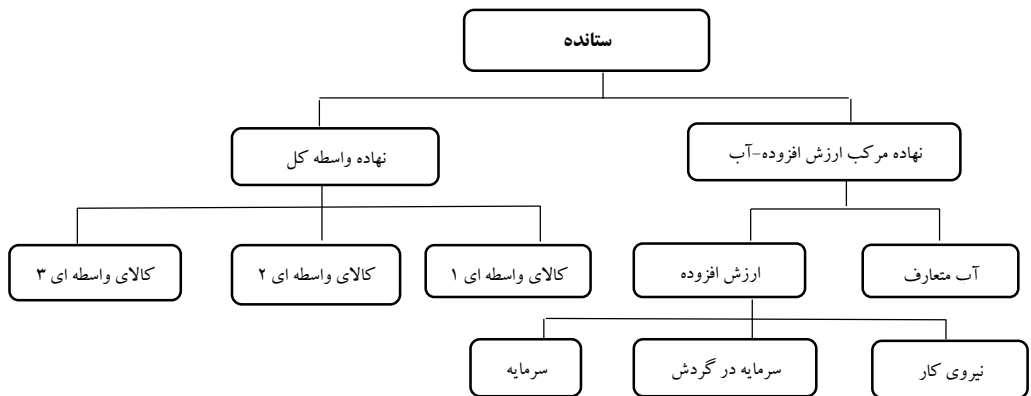 ستانده
نهاده مرکب ارزش افزوده-آب
نهاده واسطه کل
آب متعارف
ارزش افزوده
کالای واسطه ای ۱
کالای واسطه ای ۲
کالای واسطه ای ۳
نیروی کار
سرمایه در گردش
سرمایه